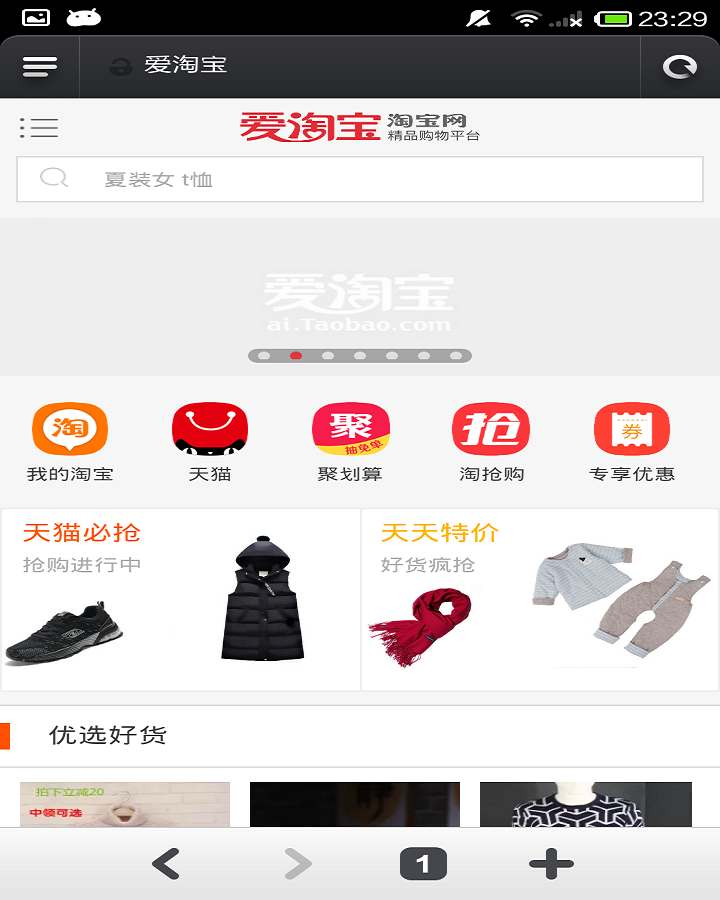 23:29
爱淘宝
爱淘宝 淘宝网
精品购物平台
夏装女 t恤
爱淘宝
ai.Taobao.com
淘
聚
抽免单
抢
券
我的淘宝 天猫 聚划算 淘抢购 专享优惠
天猫必抢 天天特价
抢购进行中 好货疯抢
优选好货
拍下立减20
中领可选
1